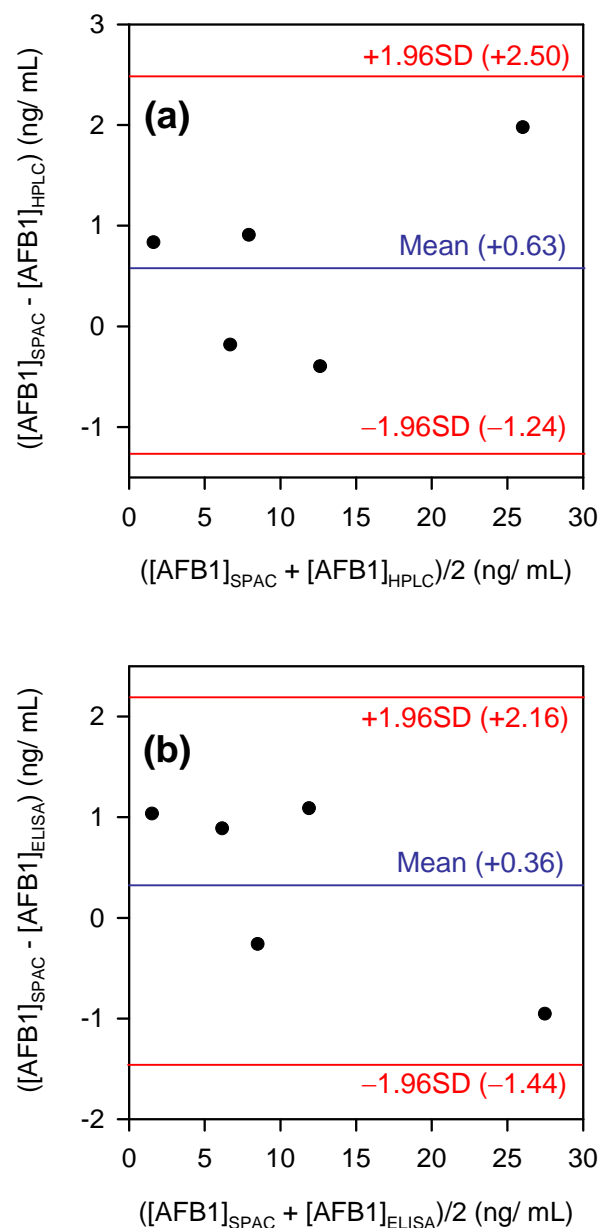 3
+1.96SD (+2.50)
(a)
2
([AFB1]SPAC - [AFB1]HPLC) (ng/ mL)
1
Mean (+0.63)
0
-1
−1.96SD (−1.24)
0 5 10 15 20 25 30
([AFB1]SPAC + [AFB1]HPLC)/2 (ng/ mL)
2
+1.96SD (+2.16)
(b)
([AFB1]SPAC - [AFB1]ELISA) (ng/ mL)
1
Mean (+0.36)
0
-1
−1.96SD (−1.44)
-2
0 5 10 15 20 25 30
([AFB1]SPAC + [AFB1]ELISA)/2 (ng/ mL)